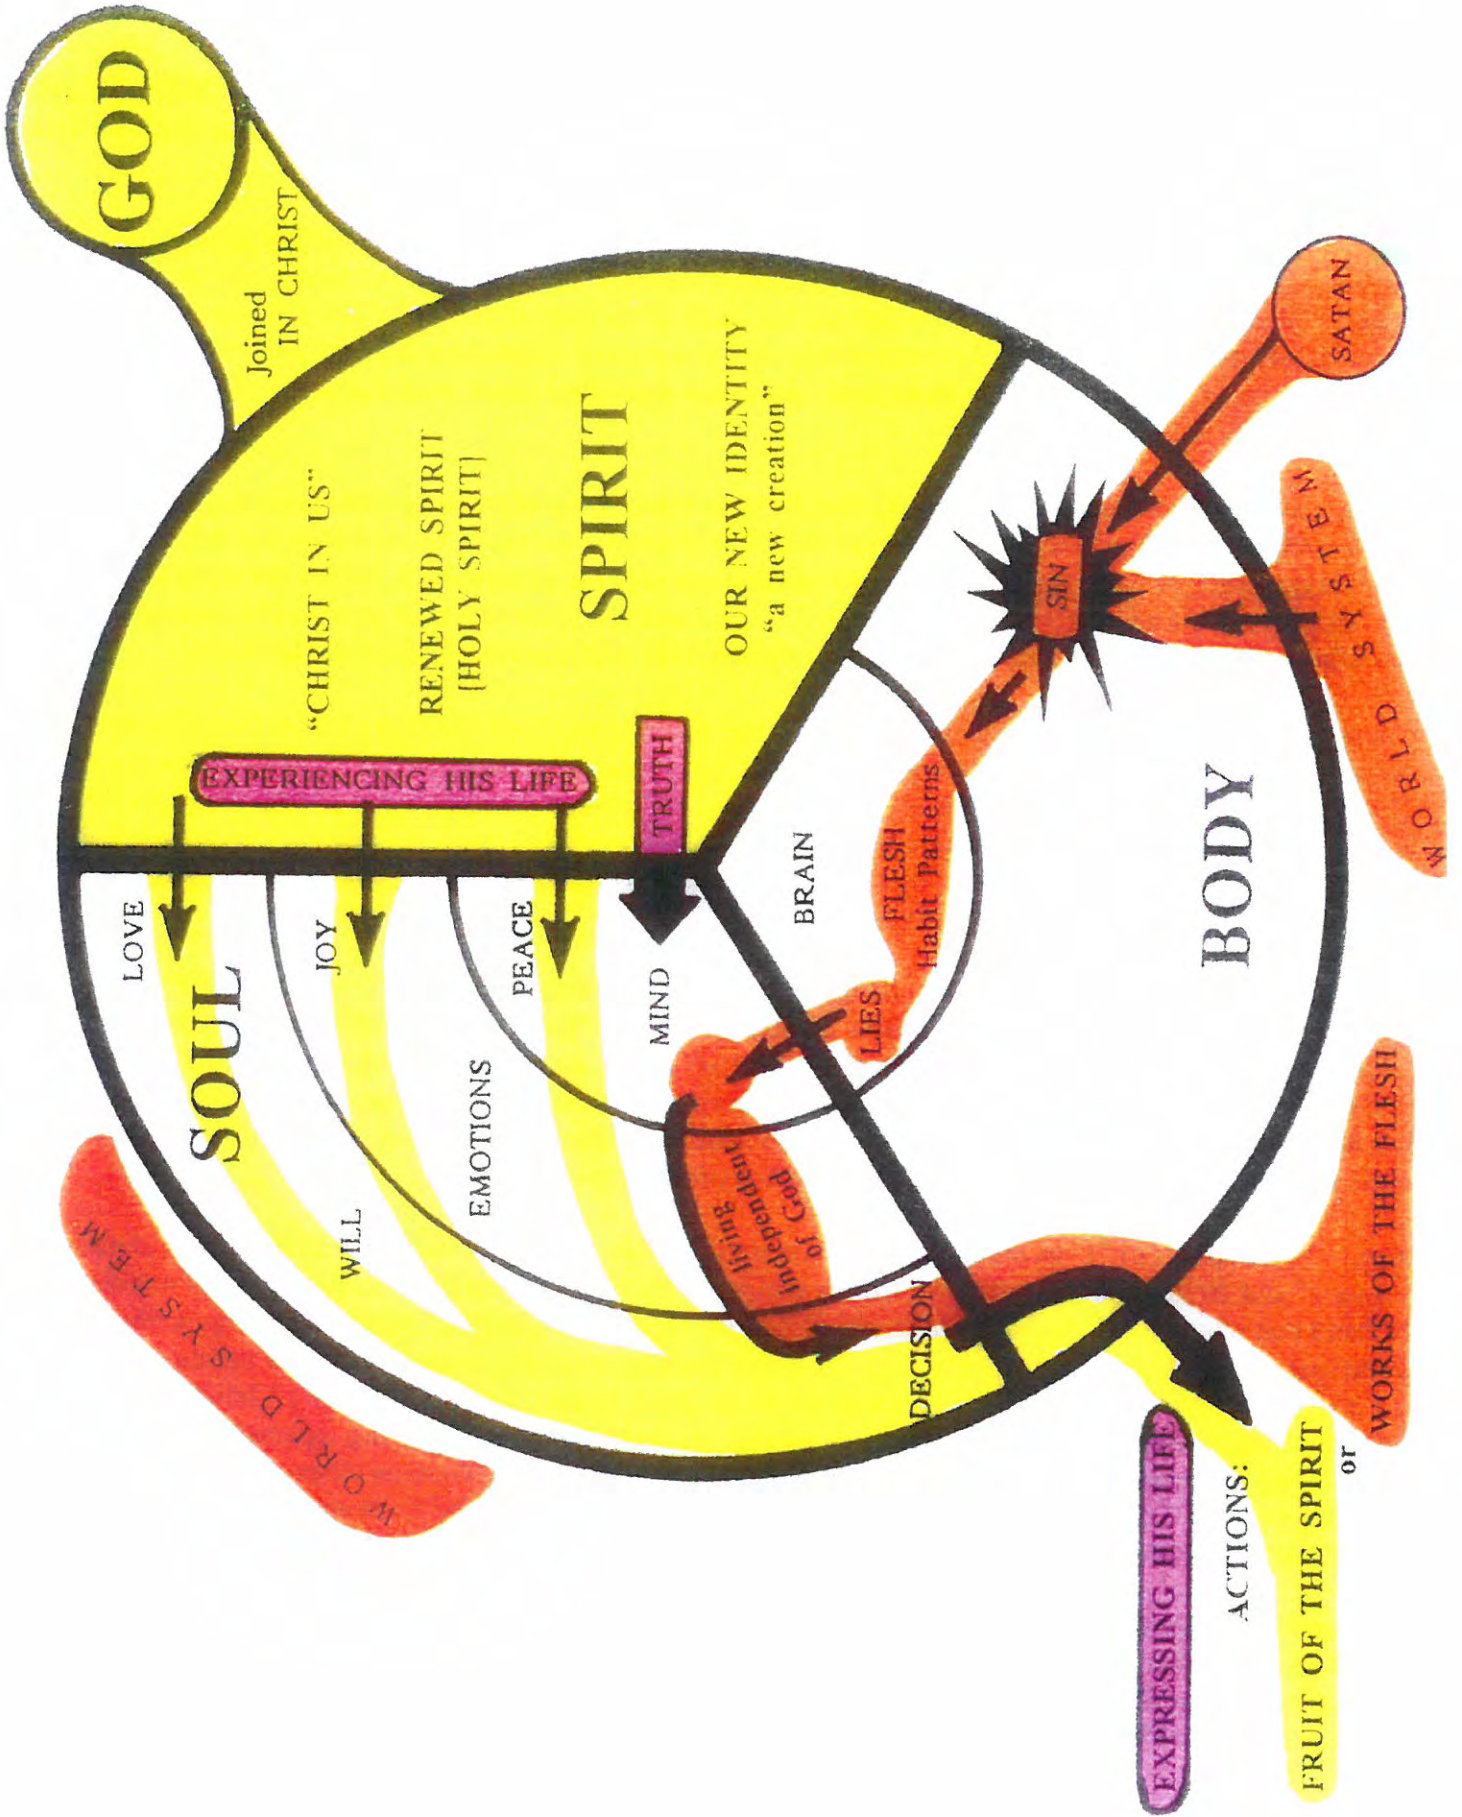 GOD
Joined
IN CHRIST
"CHRIST IN US"
RENEWED SPIRIT
[HOLY SPIRIT]
SPIRIT
OUR NEW IDENTITY
"a new creation"
EXPERIENCING HIS LIFE
TRUTH
LOVE
JOY
PEACE
MIND
SOUL
EMOTIONS
WILL
WORLD SYSTEM
living
independent
of God
DECISION
BRAIN
FLESH
Habit Patterns
LIES
SIN
SATAN
WORLD SYSTEM
BODY
EXPRESSING HIS LIFE
ACTIONS:
FRUIT OF THE SPIRIT
or
WORKS OF THE FLESH